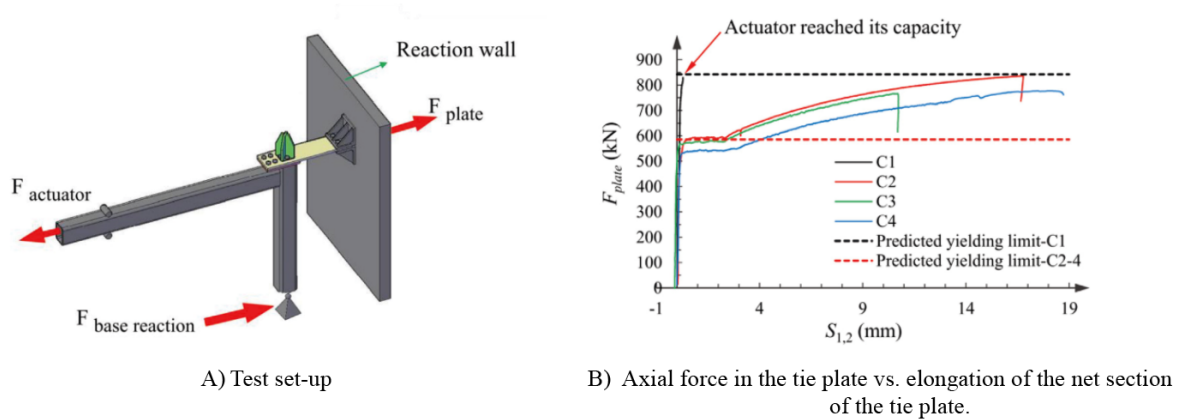 Reaction wall
F plate
F actuator
F base reaction
A) Test set-up
Actuator reached its capacity
900
800
700
600
500
400
300
200
100
0
-1
4
9
14
19
F plate (kN)
S1,2 (mm)
C1
C2
C3
C4
Predicted yielding limit-C1
Predicted yielding limit-C2-4
B) Axial force in the tie plate vs. elongation of the net section
of the tie plate.